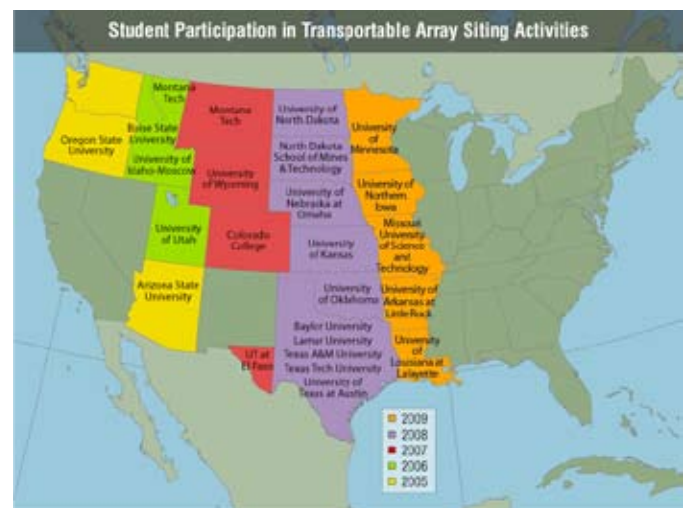 Student Participation in Transportable Array Siting Activities
Montana
Tech
Montana
Tech
University of
North Dakota
Oregon State
University
Boise State
University
University of
Idaho-Moscow
University
of Wyoming
North Dakota
School of Mines
& Technology
University
of
Minnesota
University of
Nebraska at
Omaha
University of
Northern
Iowa
University
of Utah
Colorado
College
University
of Kansas
Missouri
University
of Science
and
Technology
Arizona State
University
University
of Oklahoma
University of
Arkansas at
Little Rock
Baylor University
Lamar University
Texas A&M University
Texas Tech University
University of
Texas at Austin
UT at
El Paso
University
of
Louisiana at
Lafayette
2009
2008
2007
2006
2005